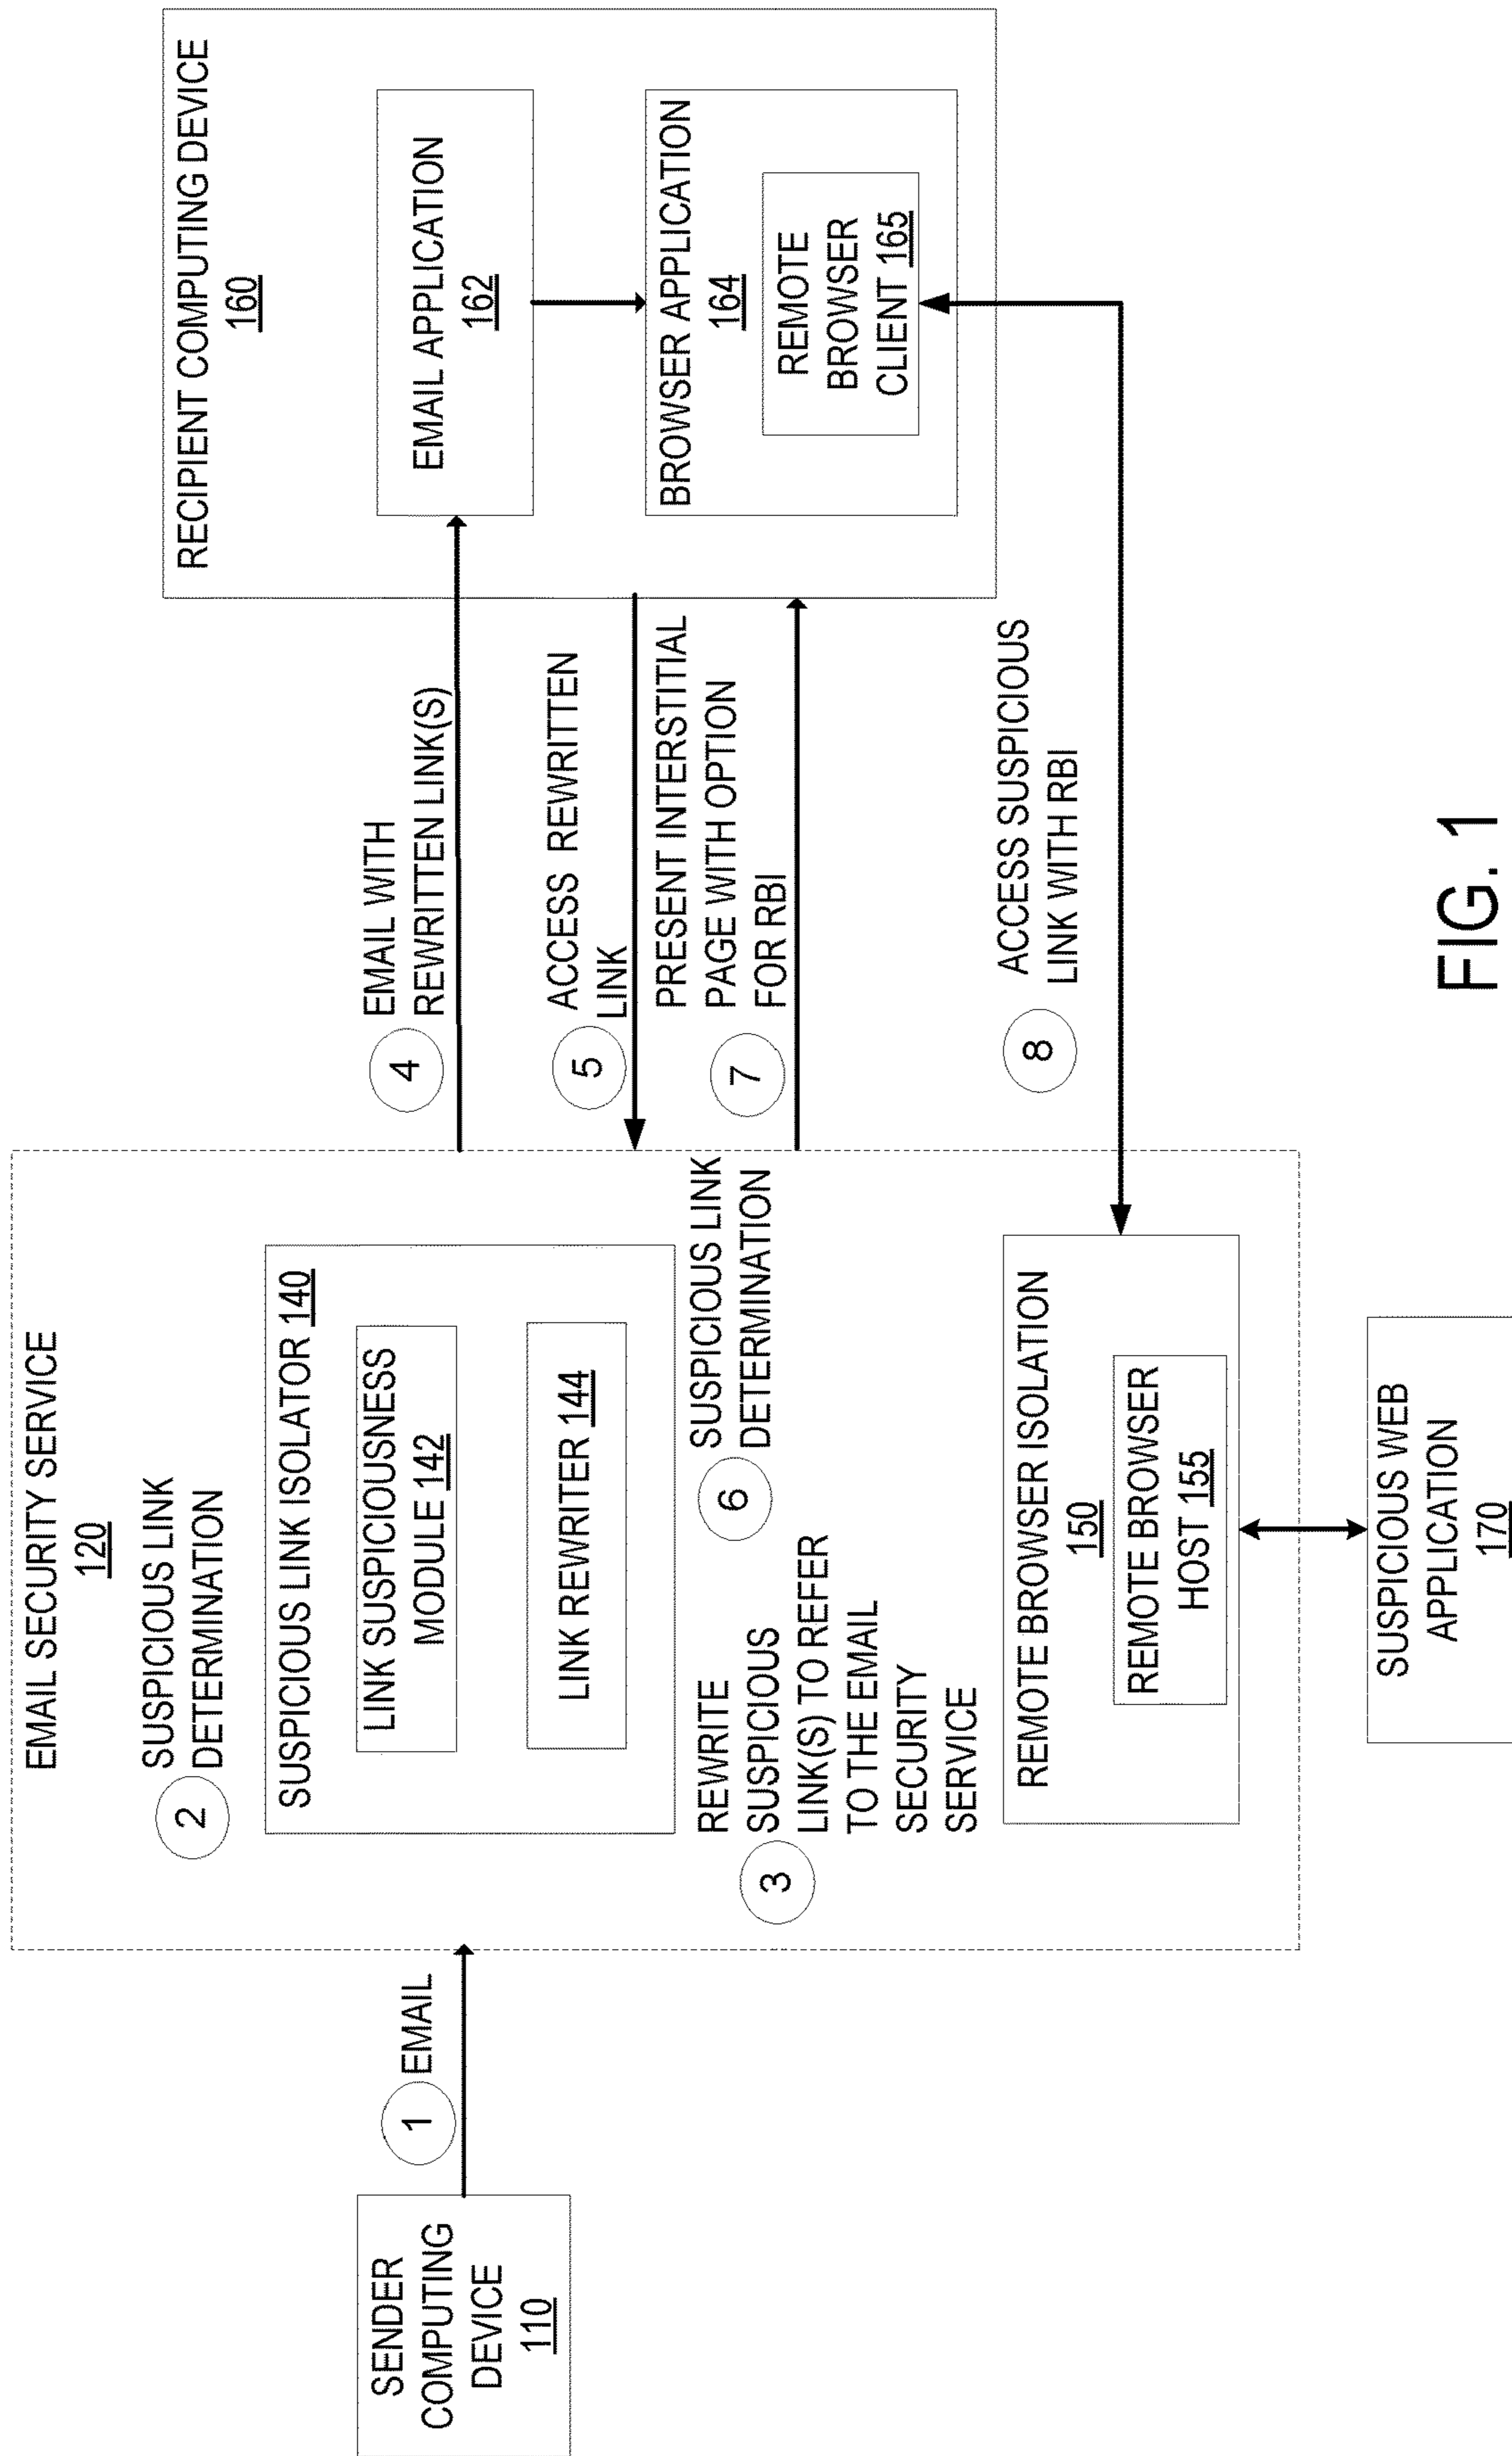 SENDER
COMPUTING
DEVICE
110
1
EMAIL
EMAIL SECURITY SERVICE
120
2
SUSPICIOUS LINK
DETERMINATION
SUSPICIOUS LINK ISOLATOR 140
LINK SUSPICIOUSNESS
MODULE 142
LINK REWRITER 144
3
REWRITE
SUSPICIOUS
LINK(S) TO REFER
TO THE EMAIL
SECURITY
SERVICE
6
SUSPICIOUS LINK
DETERMINATION
REMOTE BROWSER ISOLATION
150
REMOTE BROWSER
HOST 155
SUSPICIOUS WEB
APPLICATION
170
4
EMAIL WITH
REWRITTEN LINK(S)
5
ACCESS REWRITTEN
LINK
7
PRESENT INTERSTITIAL
PAGE WITH OPTION
FOR RBI
8
ACCESS SUSPICIOUS
LINK WITH RBI
RECIPIENT COMPUTING DEVICE
160
EMAIL APPLICATION
162
BROWSER APPLICATION
164
REMOTE
BROWSER
CLIENT 165
FIG. 1